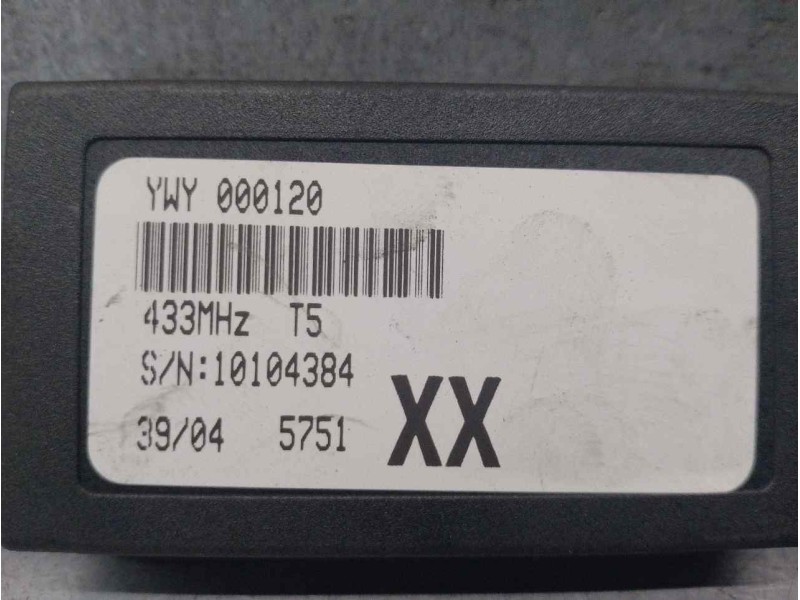 YWY 000120
433MHz T5
S/N:10104384
39/04 5751 XX